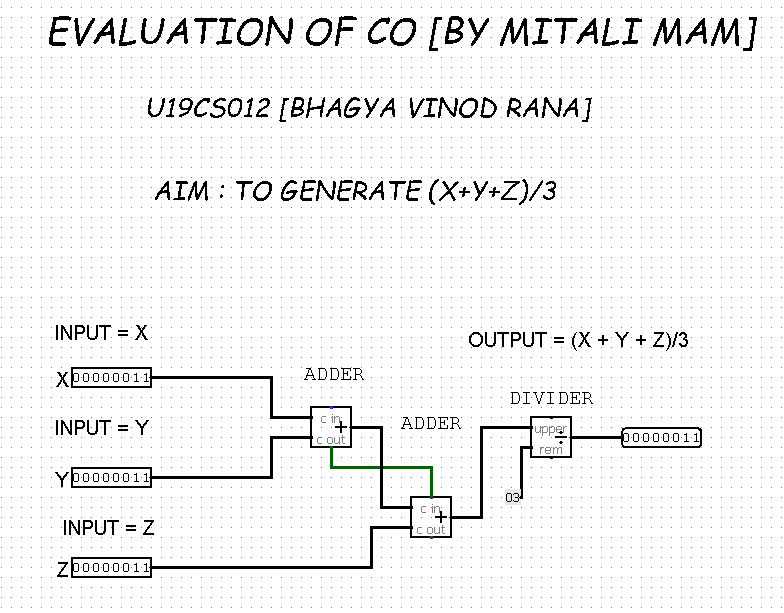 EVALUATION OF CO [BY MITALI MAM]
U19CS012 [BHAGYA VINOD RANA]
AIM : TO GENERATE (X+Y+Z)/3
INPUT = X
OUTPUT = (X + Y + Z)/3
X 00000011
ADDER
DIVIDER
INPUT = Y
ADDER
c in
+
c out
upper
÷
rem
00000011
Y 00000011
03
c in
+
c out
INPUT = Z
Z 00000011